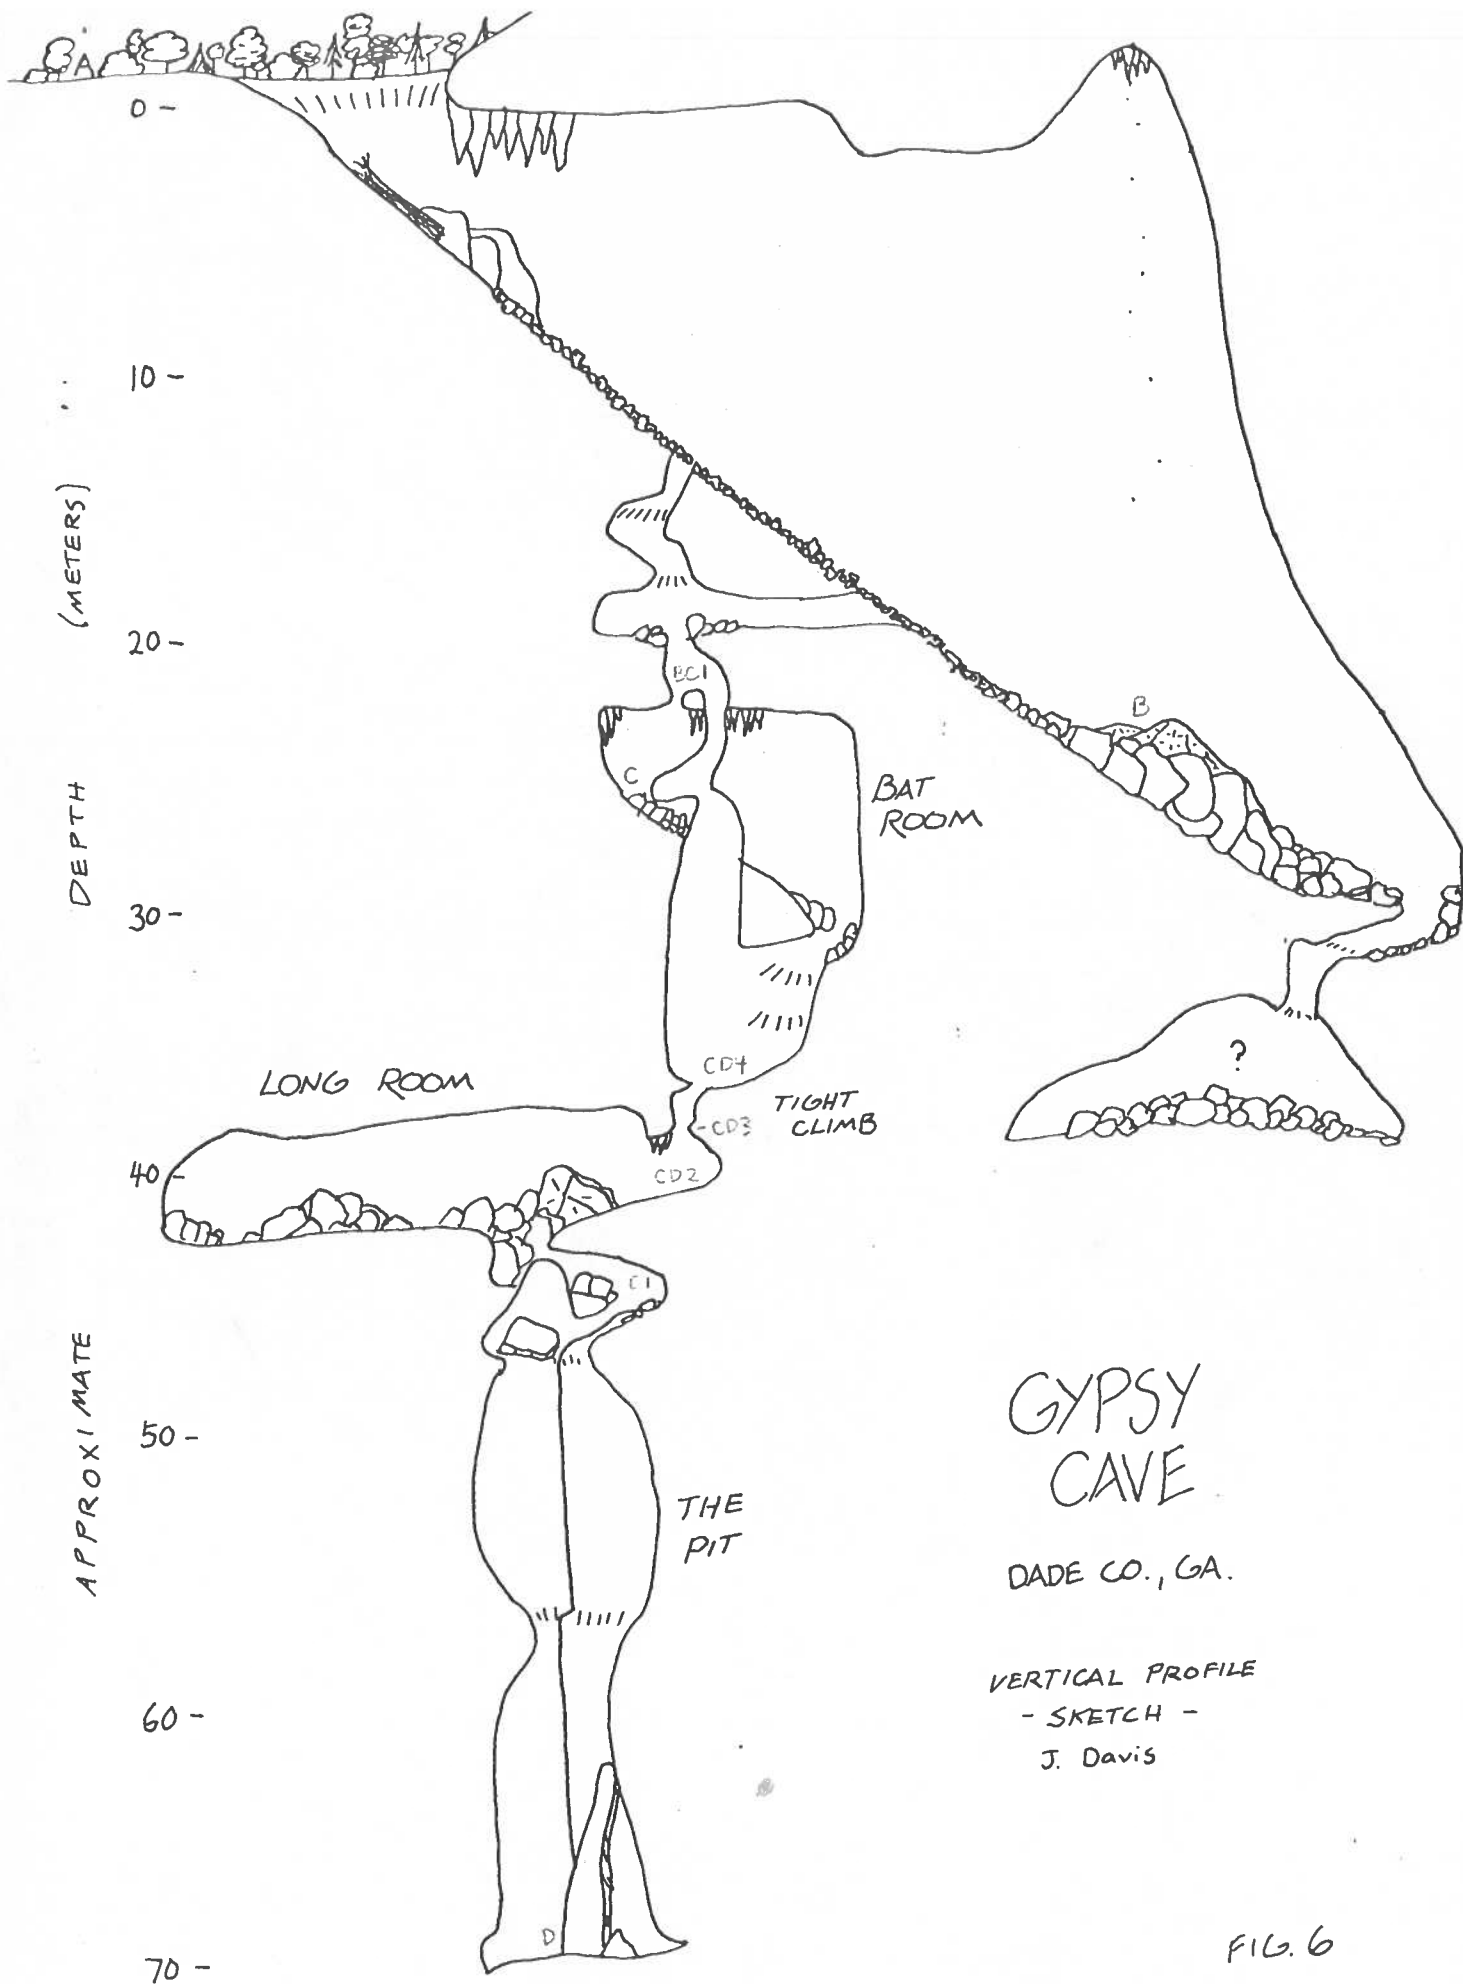 A
0 -
10 -
20 -
30 -
40 -
50 -
60 -
70 -
APPROXIMATE DEPTH (METERS)
BC1
B
C
BAT
ROOM
CD4
LONG ROOM
TIGHT
CLIMB
- CD3
CD2
?
C1
THE
PIT
D
GYPSY
CAVE
DADE CO., GA.
VERTICAL PROFILE
- SKETCH -
J. Davis
FIG. 6